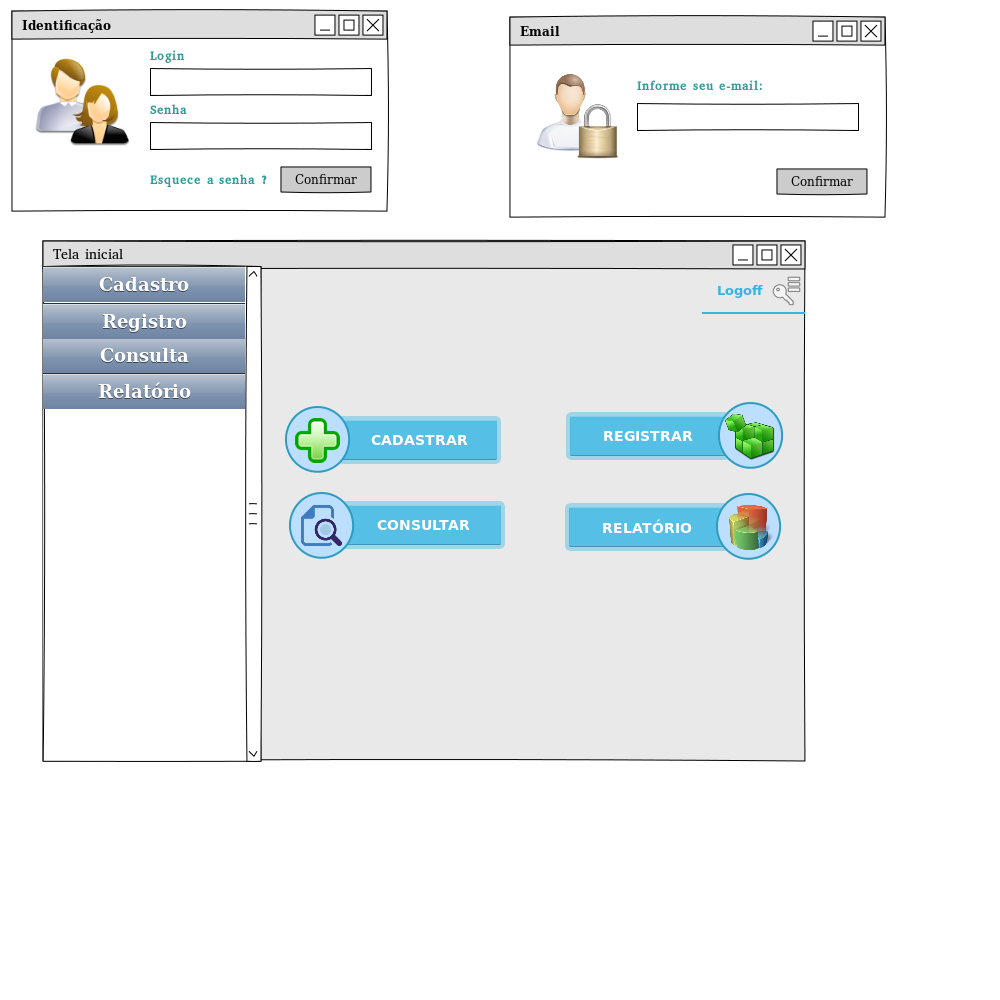 Identificação
Login
Senha
Esquece a senha ?
Confirmar
Email
Informe seu e-mail:
Confirmar
Tela inicial
Cadastro
Registro
Consulta
Relatório
Logoff
CADASTRAR
REGISTRAR
CONSULTAR
RELATÓRIO